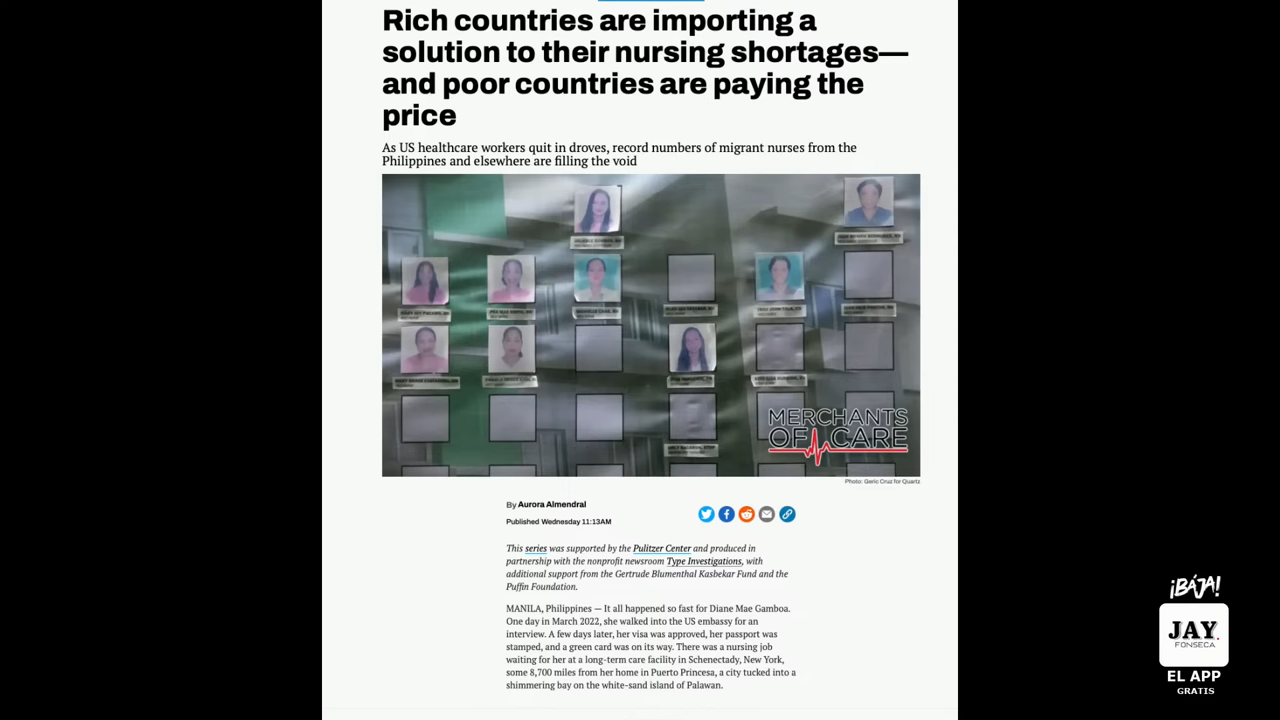 Rich countries are importing a
solution to their nursing shortages—
and poor countries are paying the
price
As US healthcare workers quit in droves, record numbers of migrant nurses from the
Philippines and elsewhere are filling the void
MERCHANTS
OF CARE
Photo: Geric Cruz for Quartz
By Aurora Almendral
Published Wednesday 11:13AM
This series was supported by the Pulitzer Center and produced in
partnership with the nonprofit newsroom Type Investigations, with
additional support from the Gertrude Blumenthal Kasbekar Fund and the
Puffin Foundation.
MANILA, Philippines — It all happened so fast for Diane Mae Gamboa.
One day in March 2022, she walked into the US embassy for an
interview. A few days later, her visa was approved, her passport was
stamped, and a green card was on its way. There was a nursing job
waiting for her at a long-term care facility in Schenectady, New York,
some 8,700 miles from her home in Puerto Princesa, a city tucked into a
shimmering bay on the white-sand island of Palawan.
¡BÁJA!
JAY.
FONSECA
EL APP
GRATIS